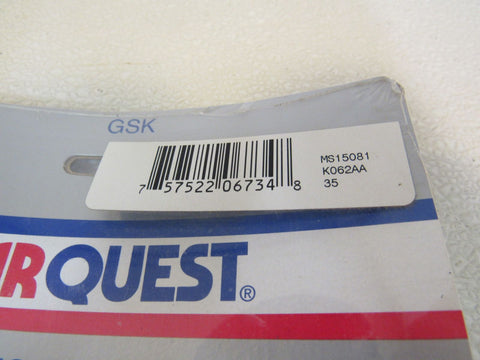 GSK
MS15081
K062AA
35
7 57522 06734 8
RQUEST®